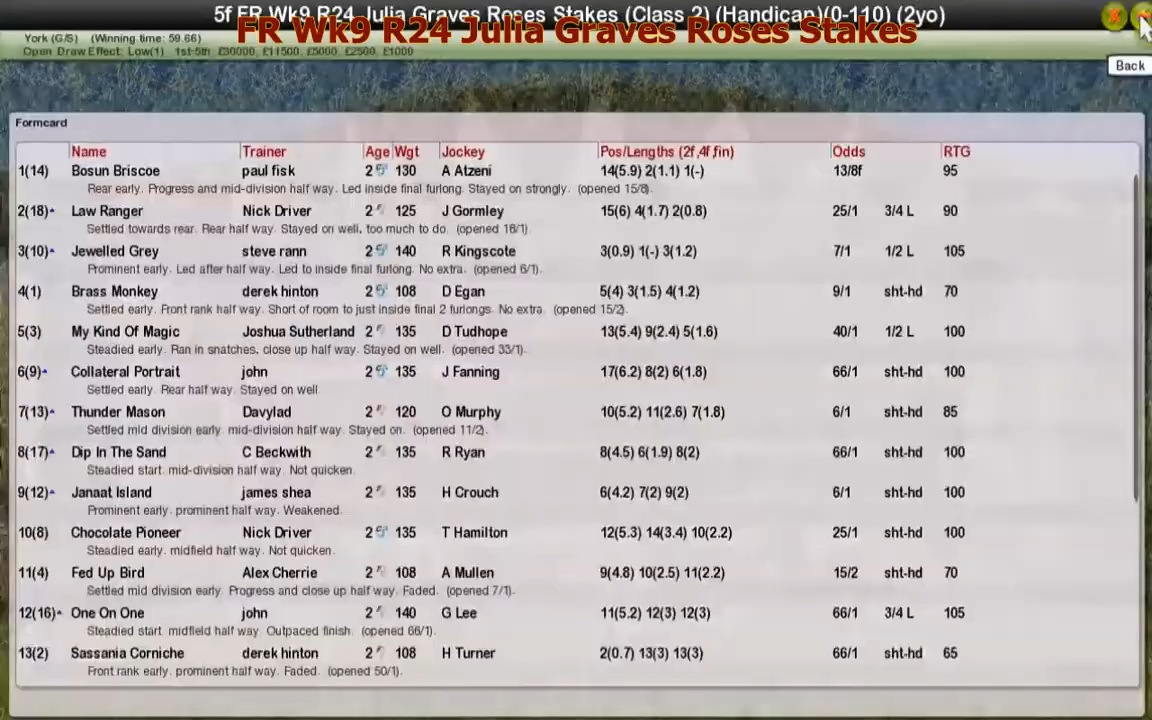 5f FR Wk9 R24 Julia Graves Roses Stakes (Class 2) (Handicap)(0-110) (2yo)
FR Wk9 R24 Julia Graves Roses Stakes
York (G/S) (Winning time: 59.66)
Open Draw Effect: Low(1) 1st-5th £30000, £11500, £5000, £2500, £1000
Back
Formcard
Name Trainer Age Wgt Jockey Pos/Lengths (2f,4f,fin) Odds RTG
1(14) Bosun Briscoe paul fisk 2 130 A Atzeni 14(5.9) 2(1.1) 1(-) 13/8f 95
Rear early. Progress and mid-division half way. Led inside final furlong. Stayed on strongly. (opened 15/8).
2(18) Law Ranger Nick Driver 2 125 J Gormley 15(6) 4(1.7) 2(0.8) 25/1 3/4 L 90
Settled towards rear. Rear half way. Stayed on well, too much to do. (opened 16/1).
3(10) Jewelled Grey steve rann 2 140 R Kingscote 3(0.9) 1(-) 3(1.2) 7/1 1/2 L 105
Prominent early. Led after half way. Led to inside final furlong. No extra. (opened 6/1).
4(1) Brass Monkey derek hinton 2 108 D Egan 5(4) 3(1.5) 4(1.2) 9/1 sht-hd 70
Settled early. Front rank half way. Short of room to just inside final 2 furlongs. No extra. (opened 15/2).
5(3) My Kind Of Magic Joshua Sutherland 2 135 D Tudhope 13(5.4) 9(2.4) 5(1.6) 40/1 1/2 L 100
Steadied early. Ran in snatches, close up half way. Stayed on well. (opened 33/1).
6(9) Collateral Portrait john 2 135 J Fanning 17(6.2) 8(2) 6(1.8) 66/1 sht-hd 100
Settled early. Rear half way. Stayed on well.
7(13) Thunder Mason Davylad 2 120 O Murphy 10(5.2) 11(2.6) 7(1.8) 6/1 sht-hd 85
Settled mid division early. mid-division half way. Stayed on. (opened 11/2).
8(17) Dip In The Sand C Beckwith 2 135 R Ryan 8(4.5) 6(1.9) 8(2) 66/1 sht-hd 100
Steadied start. mid-division half way. Not quicken.
9(12) Janaat Island james shea 2 135 H Crouch 6(4.2) 7(2) 9(2) 6/1 sht-hd 100
Prominent early. prominent half way. Weakened.
10(8) Chocolate Pioneer Nick Driver 2 135 T Hamilton 12(5.3) 14(3.4) 10(2.2) 25/1 sht-hd 100
Steadied early. midfield half way. Not quicken.
11(4) Fed Up Bird Alex Cherrie 2 108 A Mullen 9(4.8) 10(2.5) 11(2.2) 15/2 sht-hd 70
Settled mid division early. Progress and close up half way. Faded. (opened 7/1).
12(16) One On One john 2 140 G Lee 11(5.2) 12(3) 12(3) 66/1 3/4 L 105
Steadied start. midfield half way. Outpaced finish. (opened 66/1).
13(2) Sassania Corniche derek hinton 2 108 H Turner 2(0.7) 13(3) 13(3) 66/1 sht-hd 65
Front rank early. prominent half way. Faded. (opened 50/1).